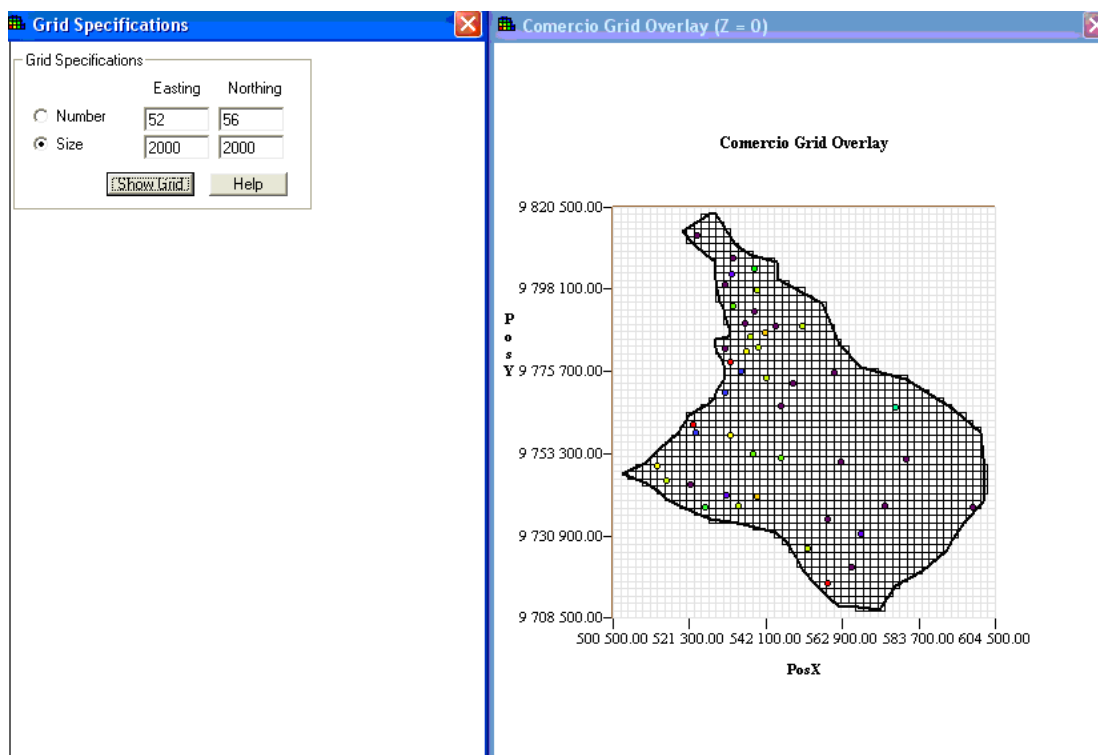 Grid Specifications
Grid Specifications
Easting Northing
Number 52 56
Size 2000 2000
Show Grid Help
Comercio Grid Overlay (Z = 0)
Comercio Grid Overlay
9 820 500.00
9 798 100.00
PosY
9 775 700.00
9 753 300.00
9 730 900.00
9 708 500.00
500 500.00 521 300.00 542 100.00 562 900.00 583 700.00 604 500.00
PosX